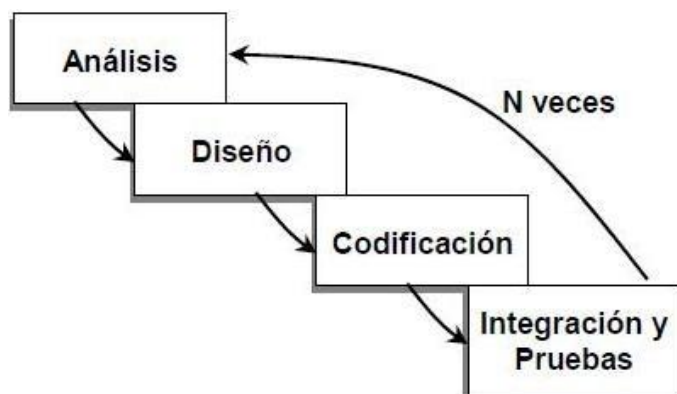 Análisis
N veces
Diseño
Codificación
Integración y
Pruebas